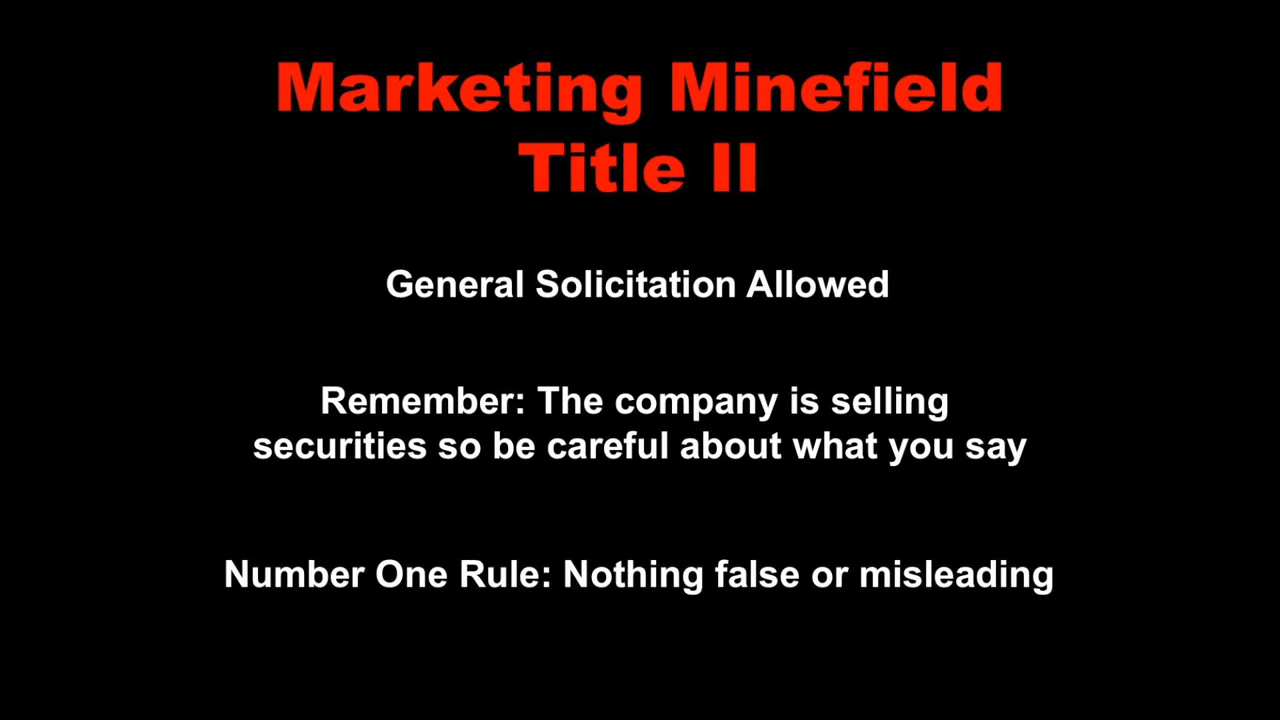 Marketing Minefield
Title II
General Solicitation Allowed
Remember: The company is selling
securities so be careful about what you say
Number One Rule: Nothing false or misleading